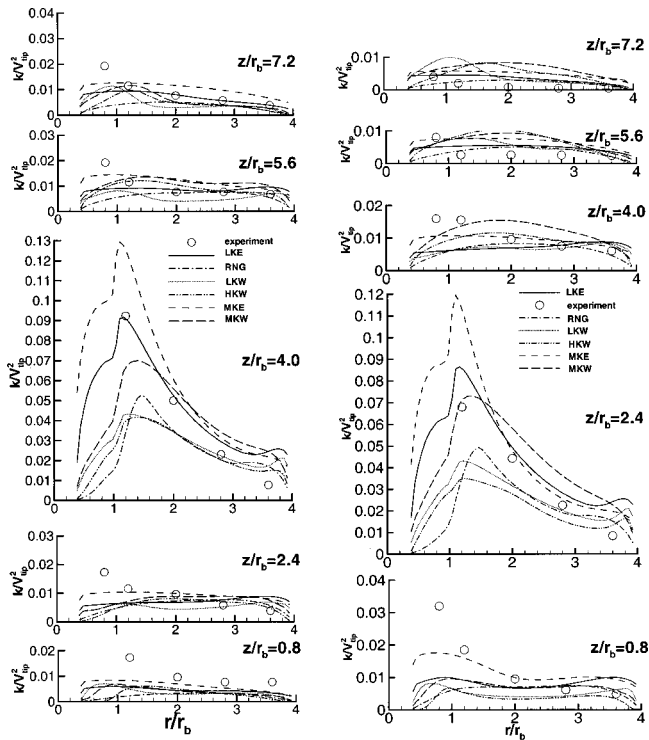 0.04
0.03
0.02
0.01
0
k/V²tip
z/rb=7.2
0 1 2 3 4
0.03
0.02
0.01
0
k/V²tip
z/rb=5.6
0 1 2 3 4
0.13
0.12
0.11
0.1
0.09
0.08
0.07
0.06
0.05
0.04
0.03
0.02
0.01
0
k/V²tip
experiment
LKE
RNG
LKW
HKW
MKE
MKW
z/rb=4.0
0 1 2 3 4
0.03
0.02
0.01
0
k/V²tip
z/rb=2.4
0 1 2 3 4
0.02
0.01
0
k/V²tip
z/rb=0.8
0 1 2 3 4
r/rb
0.01
0
k/V²tip
z/rb=7.2
0 1 2 3 4
0.01
0
k/V²tip
z/rb=5.6
0 1 2 3 4
0.02
0.01
0
k/V²tip
z/rb=4.0
0 1 2 3 4
0.12
0.11
0.1
0.09
0.08
0.07
0.06
0.05
0.04
0.03
0.02
0.01
0
k/V²tip
LKE
experiment
RNG
LKW
HKW
MKE
MKW
z/rb=2.4
0 1 2 3 4
0.04
0.03
0.02
0.01
0
k/V²tip
z/rb=0.8
0 1 2 3 4
r/rb